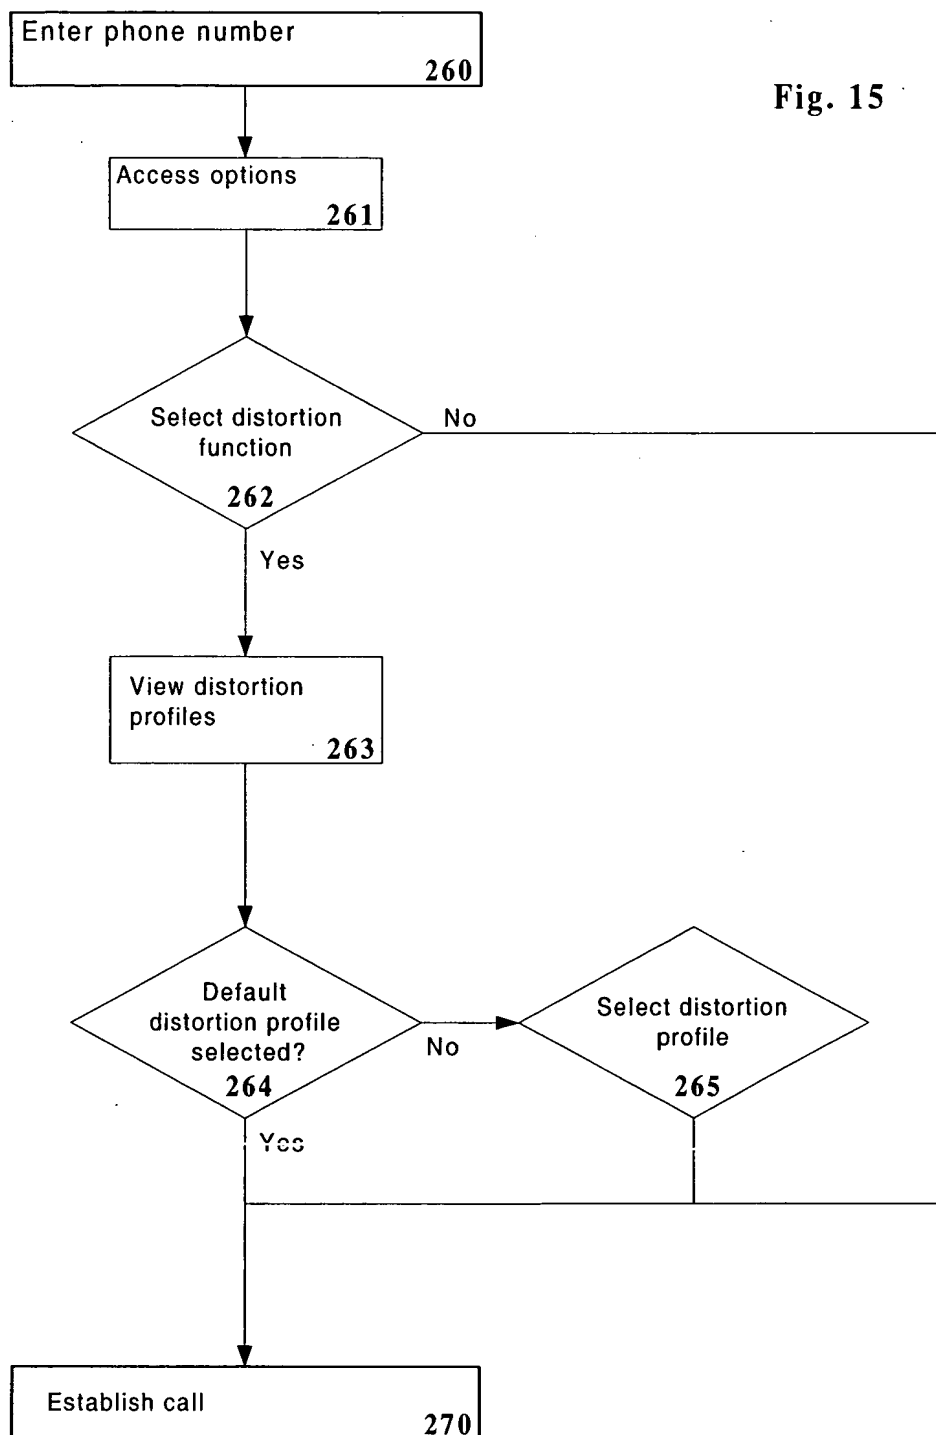 Enter phone number
260
Fig. 15
Access options
261
Select distortion
function
262
No
Yes
View distortion
profiles
263
Default
distortion profile
selected?
264
No
Select distortion
profile
265
Yes
Establish call
270